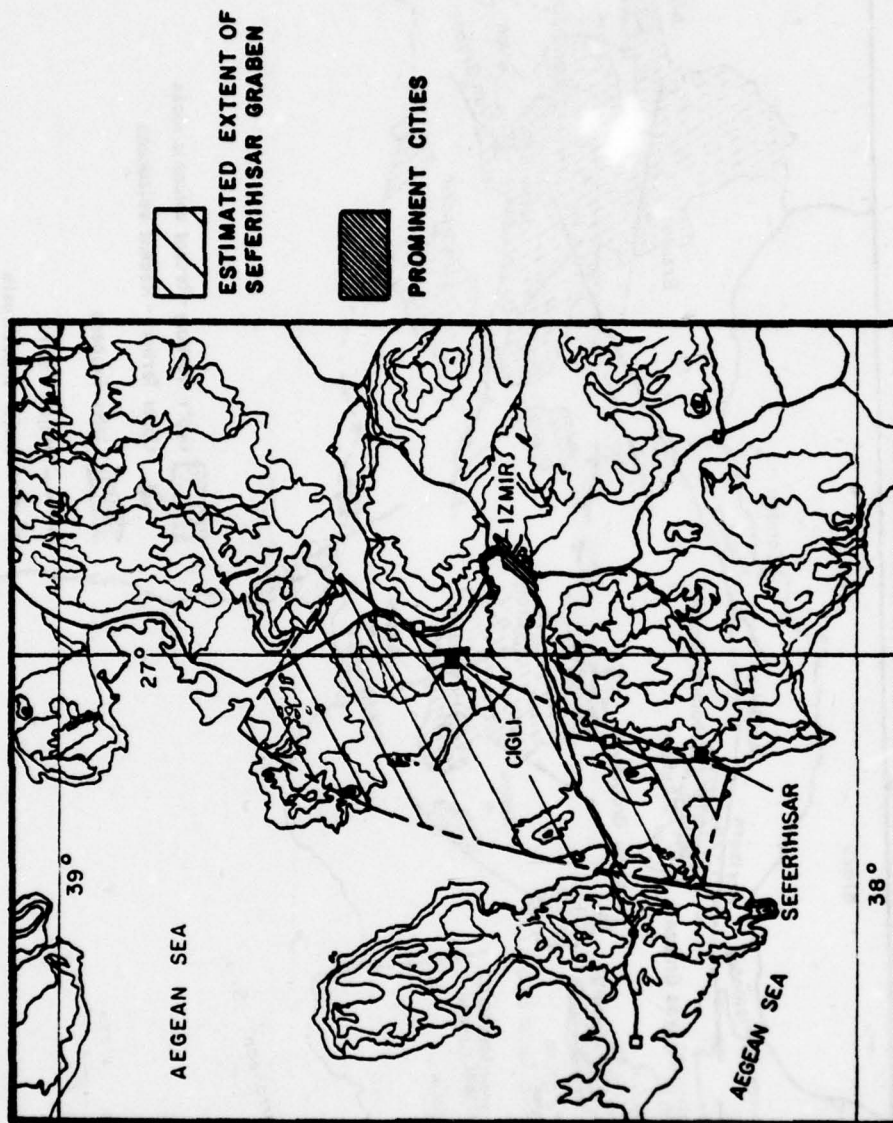 ESTIMATED EXTENT OF
SEFERIHISAR GRABEN
PROMINENT CITIES
39°
27°
AEGEAN SEA
IZMIR
CIGLI
SEFERIHISAR
AEGEAN SEA
38°